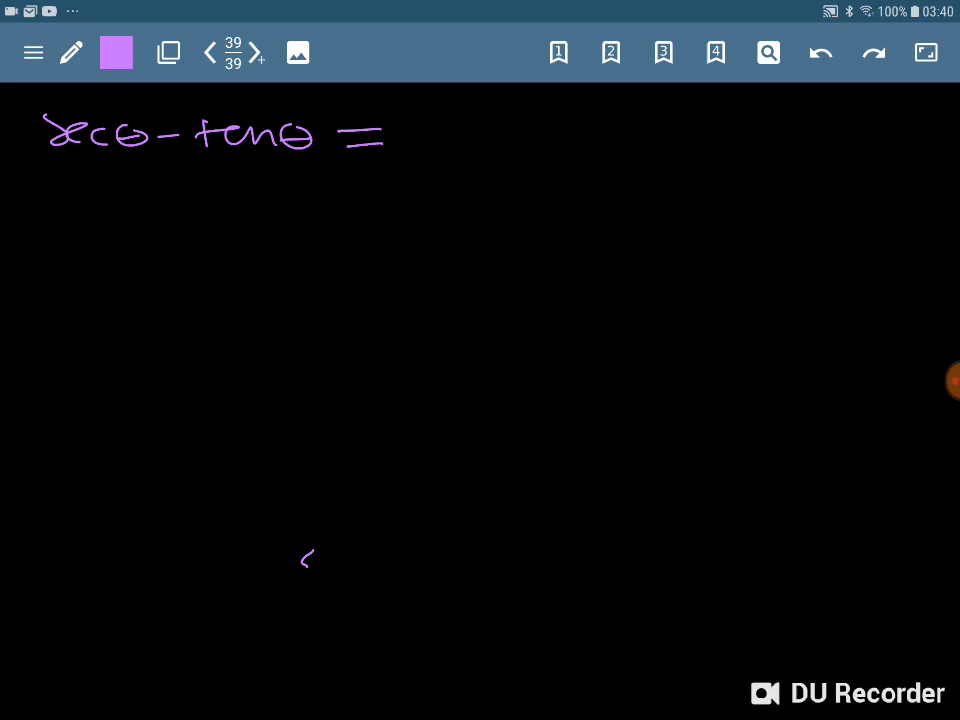 100% 03:40
39
39
1 2 3 4
secθ - tanθ =
DU Recorder